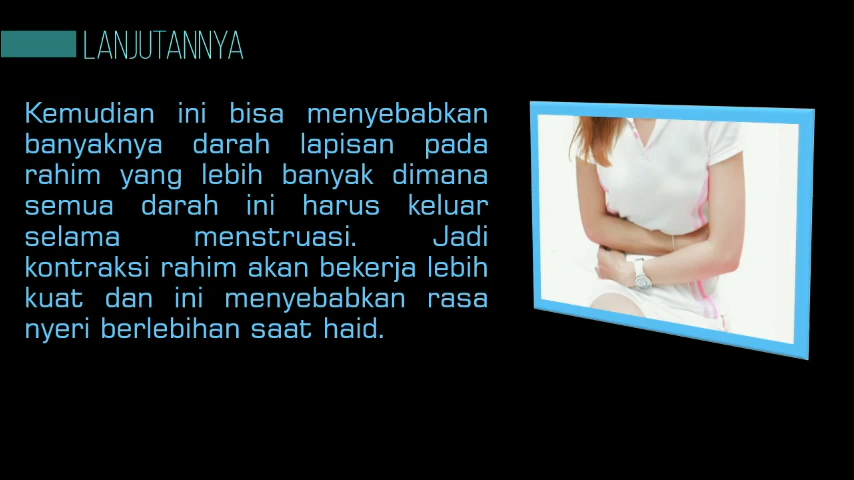 LANJUTANNYA
Kemudian ini bisa menyebabkan
banyaknya darah lapisan pada
rahim yang lebih banyak dimana
semua darah ini harus keluar
selama menstruasi. Jadi
kontraksi rahim akan bekerja lebih
kuat dan ini menyebabkan rasa
nyeri berlebihan saat haid.